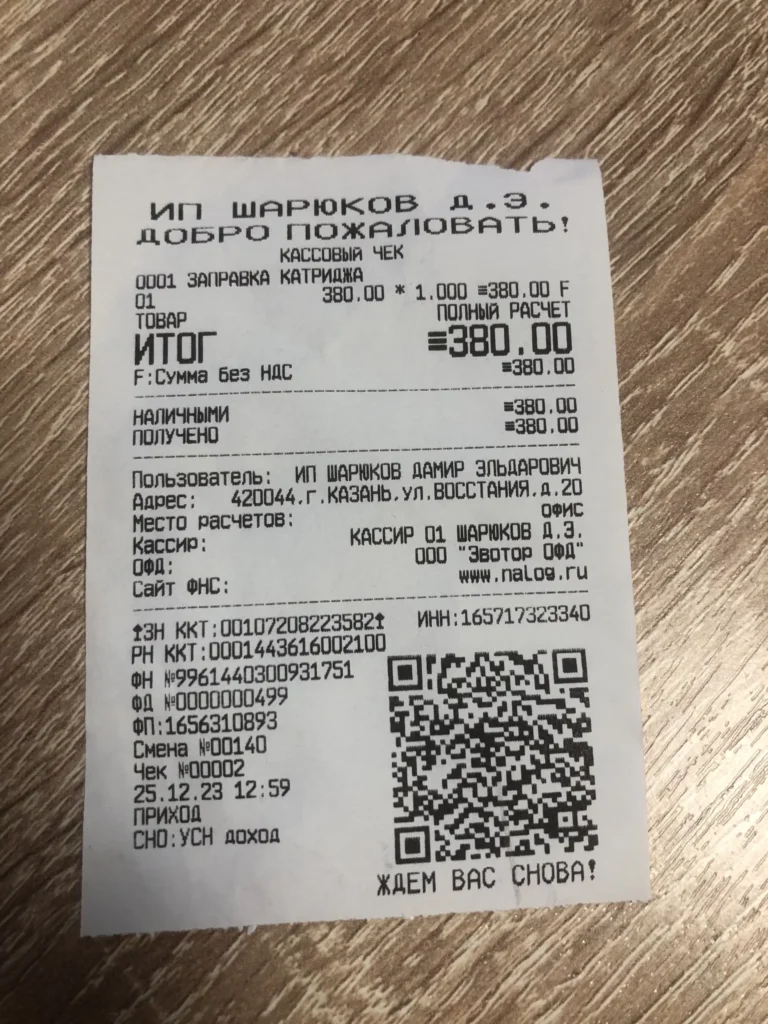 ИП ШАРЮКОВ Д.Э.
ДОБРО ПОЖАЛОВАТЬ!
КАССОВЫЙ ЧЕК
0001 ЗАПРАВКА КАТРИДЖА
01 380.00 * 1.000 ≡380.00 F
ТОВАР ПОЛНЫЙ РАСЧЕТ
ИТОГ ≡380.00
F:Сумма без НДС ≡380.00
НАЛИЧНЫМИ ≡380.00
ПОЛУЧЕНО ≡380.00
Пользователь: ИП ШАРЮКОВ ДАМИР ЭЛЬДАРОВИЧ
Адрес: 420044.г.КАЗАНЬ.ул.ВОССТАНИЯ.д.20
Место расчетов: ОФИС
Кассир: КАССИР 01 ШАРЮКОВ Д.Э.
ОФД: ООО "Эвотор ОФД"
Сайт ФНС: www.nalog.ru
ЗН ККТ:00107208223582 ИНН:165717323340
РН ККТ:0001443616002100
ФН №9961440300931751
ФД №0000000499
ФП:1656310893
Смена №00140
Чек №00002
25.12.23 12:59
ПРИХОД
СНО:УСН доход
ЖДЕМ ВАС СНОВА!